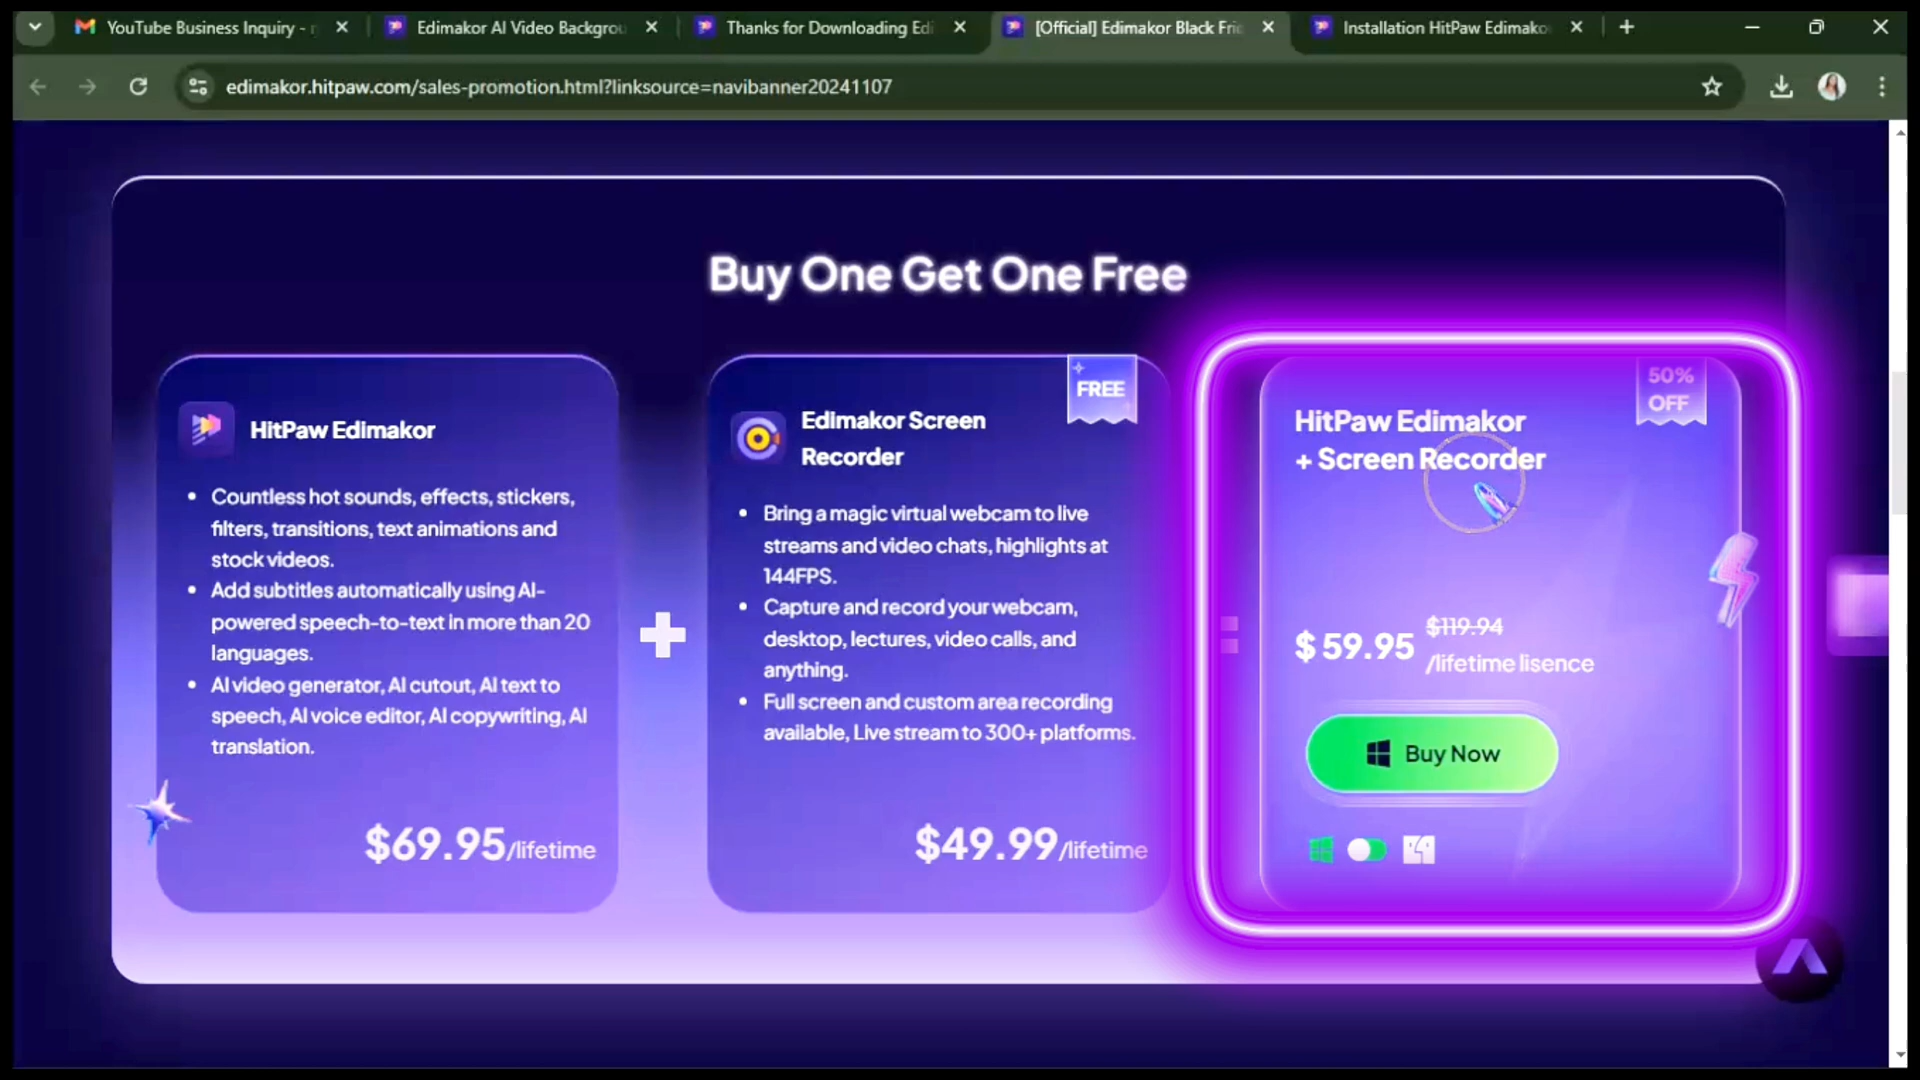 YouTube Business Inquiry -
Edimakor AI Video Backgrou
Thanks for Downloading Edi
[Official] Edimakor Black Frid
Installation HitPaw Edimako
edimakor.hitpaw.com/sales-promotion.html?linksource=navibanner20241107
Buy One Get One Free
HitPaw Edimakor
Countless hot sounds, effects, stickers,
filters, transitions, text animations and
stock videos.
Add subtitles automatically using AI-
powered speech-to-text in more than 20
languages.
AI video generator, AI cutout, AI text to
speech, AI voice editor, AI copywriting, AI
translation.
$69.95/lifetime
FREE
Edimakor Screen
Recorder
Bring a magic virtual webcam to live
streams and video chats, highlights at
144FPS.
Capture and record your webcam,
desktop, lectures, video calls, and
anything.
Full screen and custom area recording
available, Live stream to 300+ platforms.
$49.99/lifetime
50%
OFF
HitPaw Edimakor
+ Screen Recorder
$ 59.95
$119.94
/lifetime lisence
Buy Now